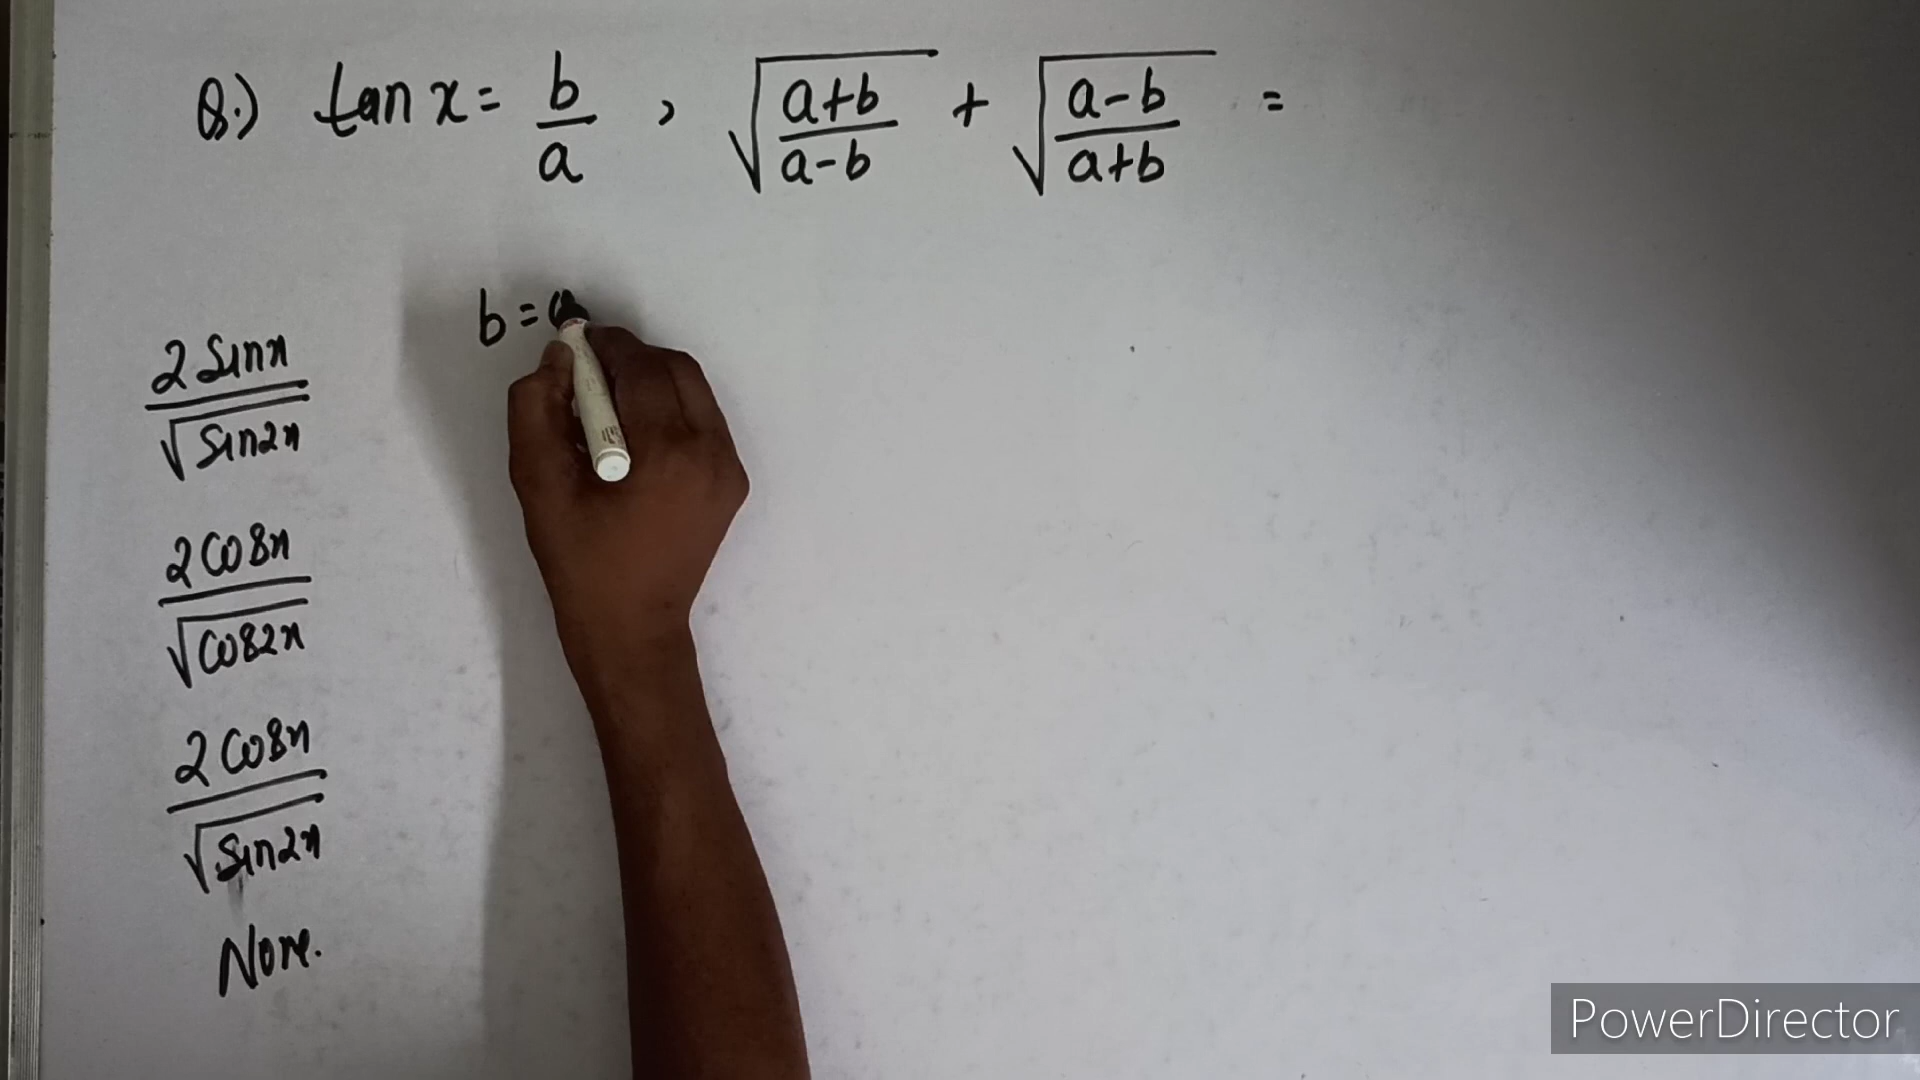 Q.) tan x = b/a , √((a+b)/(a-b)) + √((a-b)/(a+b)) =
b =
2 Sinx / √Sin2x
2 Cosx / √Cos2x
2 Cosx / √Sin2x
None.
PowerDirector